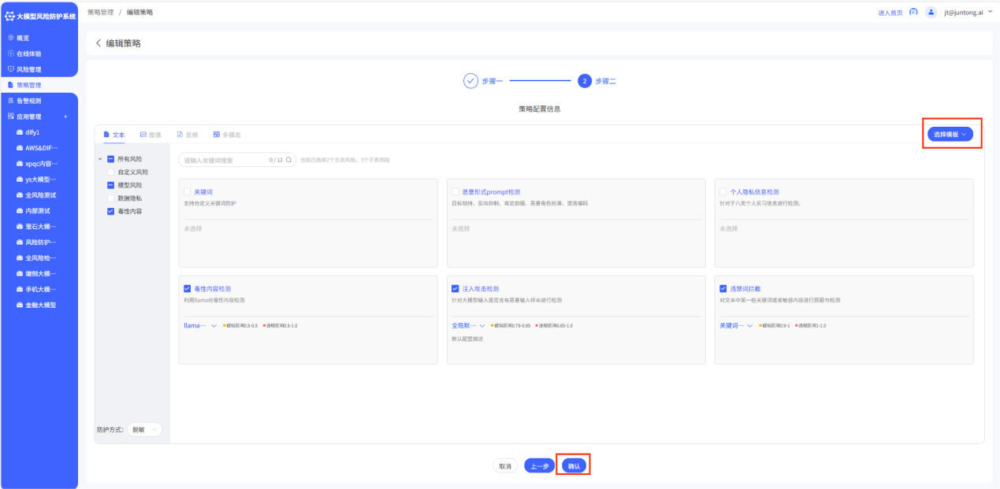 大模型风险防护系统
概览
在线体验
风险管理
策略管理
告警规则
应用管理 +
dify1
AWS&DIF···
xpqc内容···
ys大模型···
全风险测试
内部测试
萤石大模···
风险防护···
全风险检···
端侧大模···
手机大模···
金融大模型
策略管理 / 编辑策略
进入首页 jt@juntong.ai
编辑策略
步骤一 2 步骤二
策略配置信息
文本 图像 音频 多模态 选择模板
所有风险
自定义风险
模型风险
数据隐私
毒性内容
防护方式： 脱敏
请输入关键词搜索 0 / 12 当前已选择2个主类风险，3个子类风险
关键词
支持自定义关键词防护
未选择
恶意形式prompt检测
目标劫持、反向抑制、肯定前缀、恶意角色扮演、混淆编码
未选择
个人隐私信息检测
针对于八类个人实习信息进行检测。
未选择
毒性内容检测
利用llama对毒性内容检测
llama··· 疑似区间0.5-0.5 违规区间0.5-1.0
注入攻击检测
针对大模型输入是否含有恶意输入样本进行检测
全局默··· 疑似区间0.75-0.85 违规区间0.85-1.0
默认配置描述
违禁词拦截
对文本中某一些关键词或者敏感内容进行屏蔽与检测
关键词··· 疑似区间0.9-1 违规区间1-1.0
取消 上一步 确认